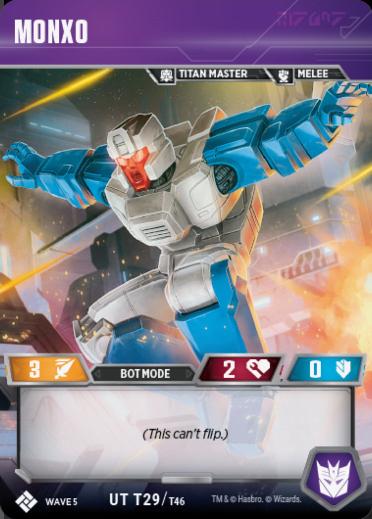 MONXO
TITAN MASTER MELEE
3 BOT MODE 2 0
(This can't flip.)
WAVE 5 UT T29/T46 TM & © Hasbro. © Wizards.